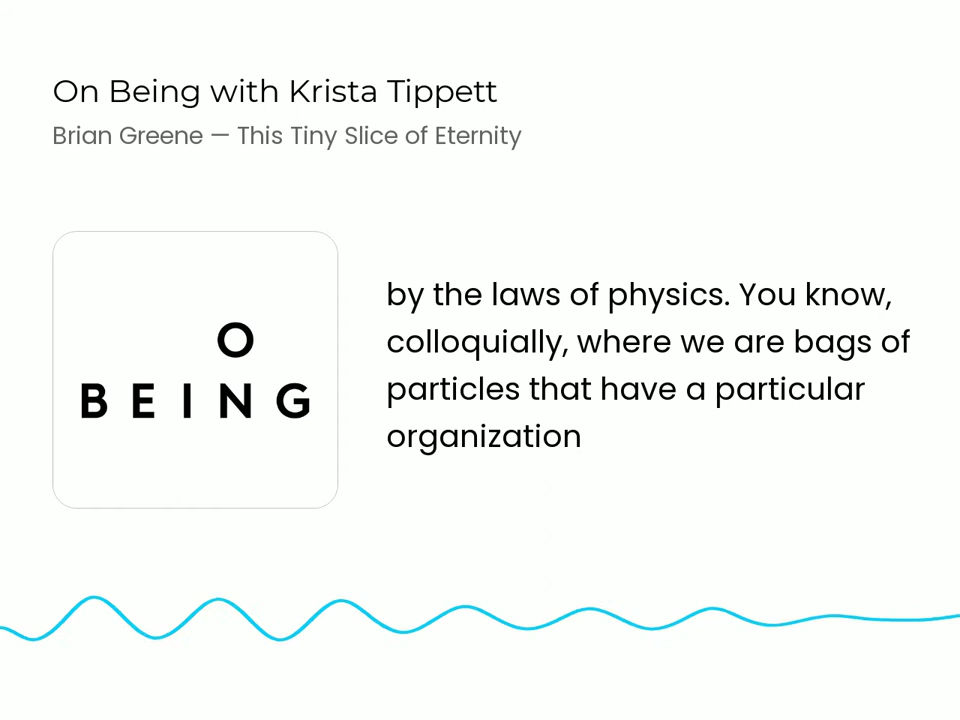 On Being with Krista Tippett
Brian Greene — This Tiny Slice of Eternity
O
BEING
by the laws of physics. You know,
colloquially, where we are bags of
particles that have a particular
organization